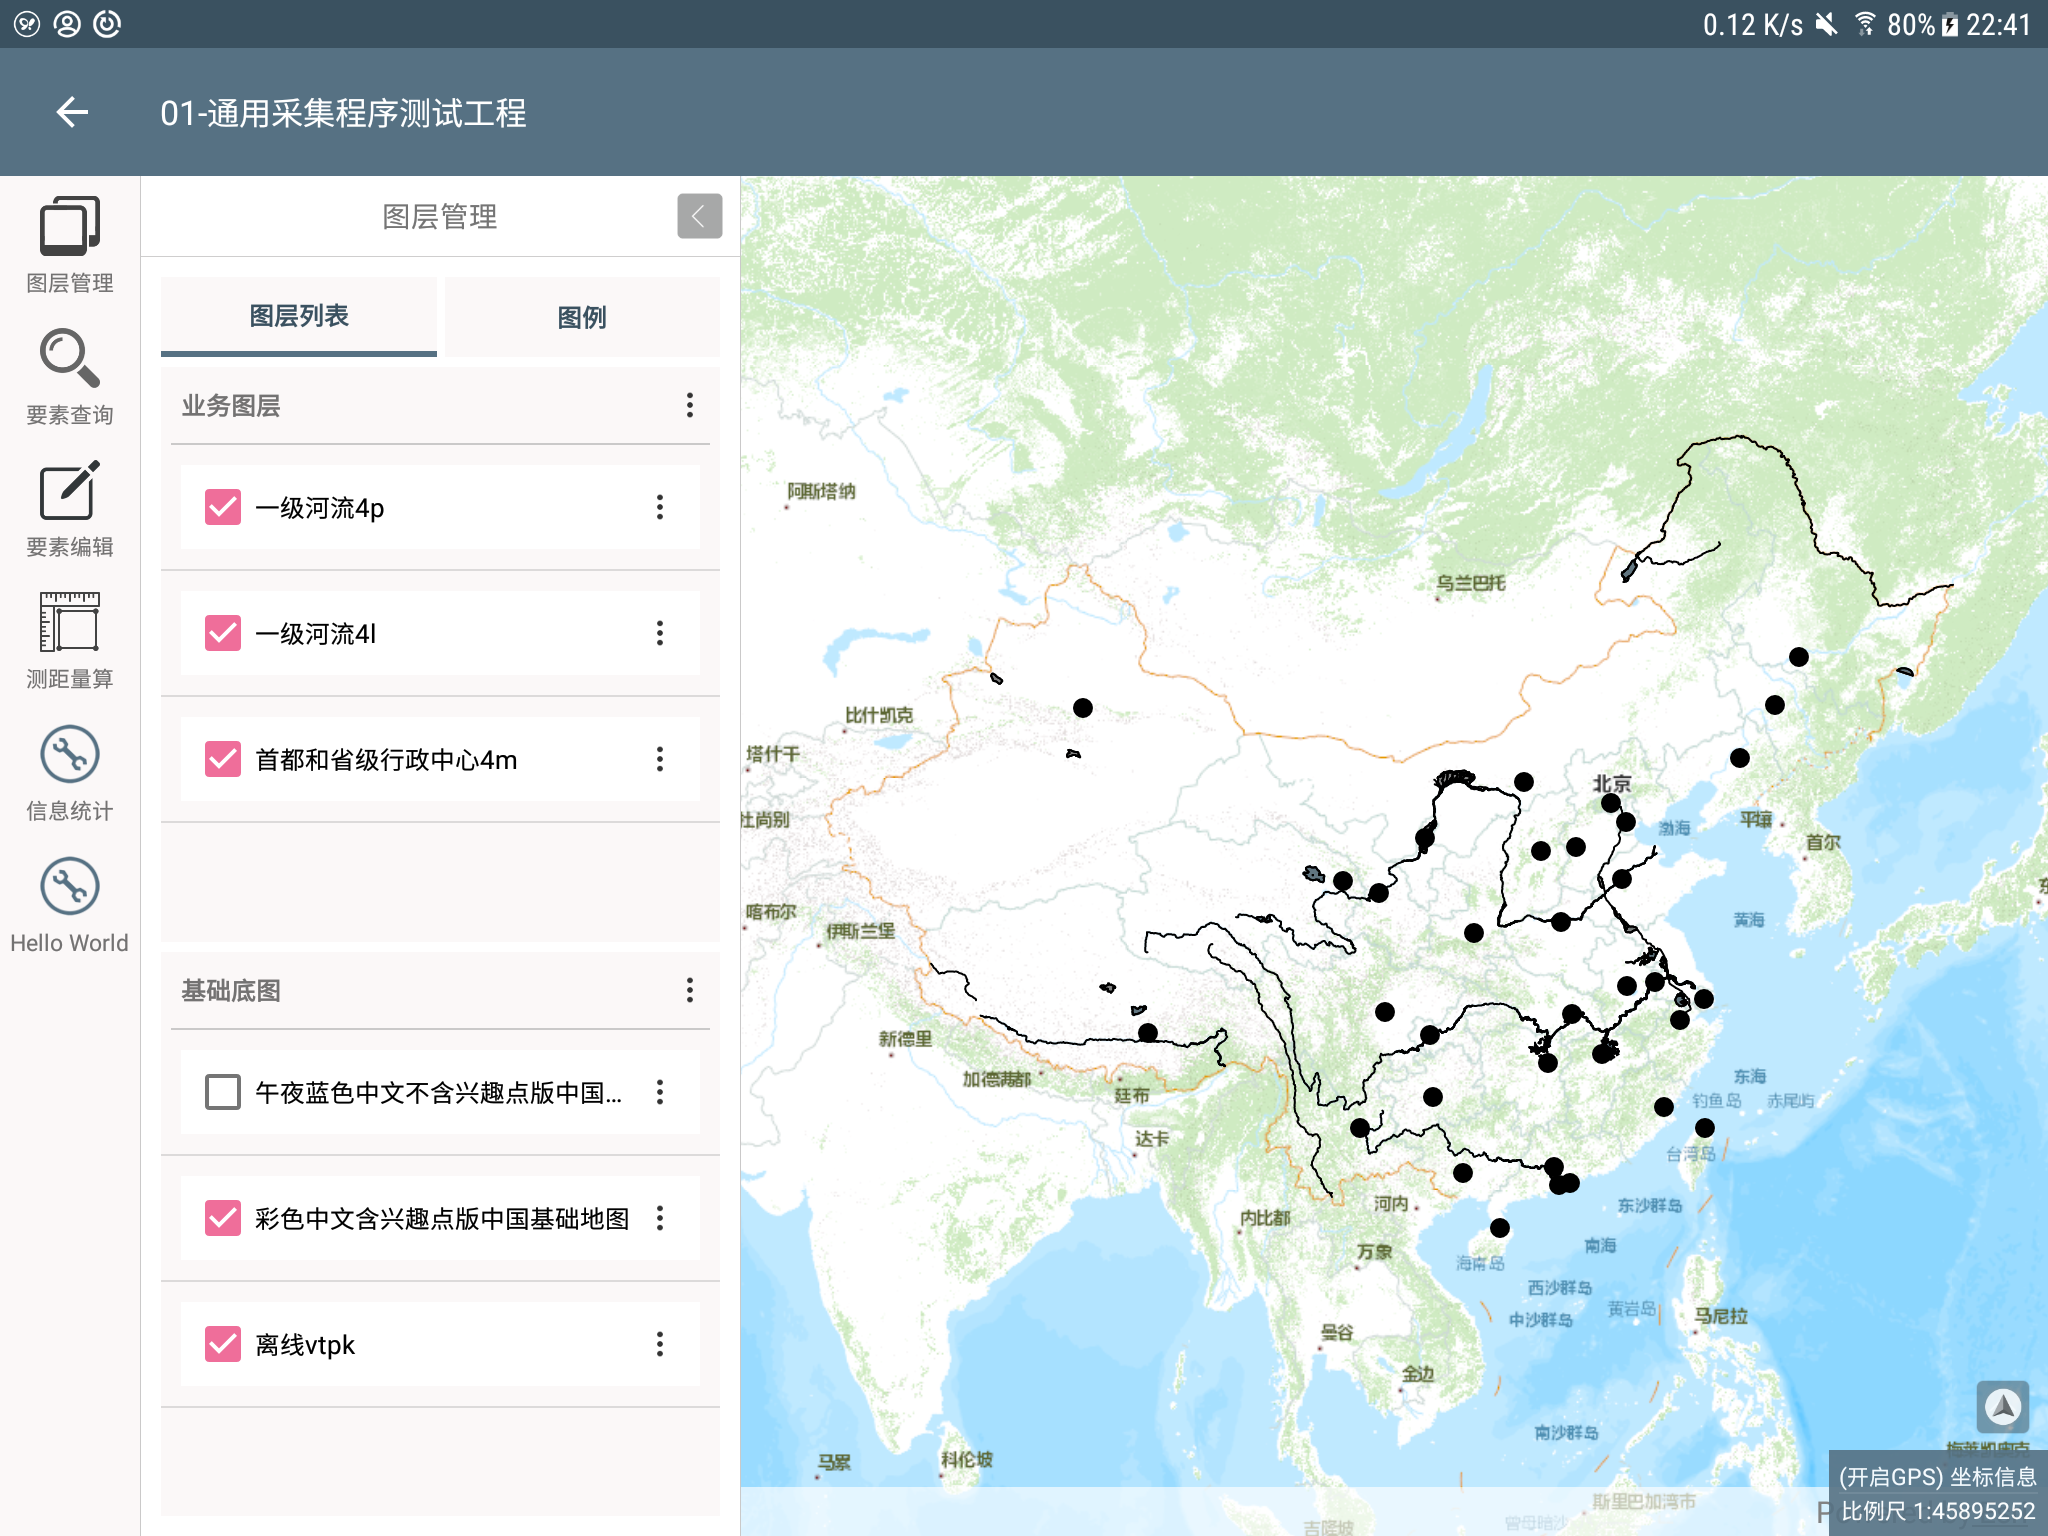 0.12 K/s 80% 22:41
01-通用采集程序测试工程
图层管理
要素查询
要素编辑
测距量算
信息统计
Hello World
图层管理
图层列表
图例
业务图层
一级河流4p
一级河流4l
首都和省级行政中心4m
基础底图
午夜蓝色中文不含兴趣点版中国...
彩色中文含兴趣点版中国基础地图
离线vtpk
阿斯塔纳
乌兰巴托
比什凯克
塔什干
杜尚别
喀布尔
伊斯兰堡
北京
渤海
平壤
首尔
黄海
新德里
加德满都
廷布
达卡
东海
钓鱼岛
赤尾屿
台湾岛
内比都
河内
东沙群岛
万象
海南岛
南海
西沙群岛
中沙群岛
黄岩岛
马尼拉
曼谷
金边
南沙群岛
马累
科伦坡
斯里巴加湾市
吉隆坡
曾母暗沙
(开启GPS) 坐标信息
比例尺 1:45895252